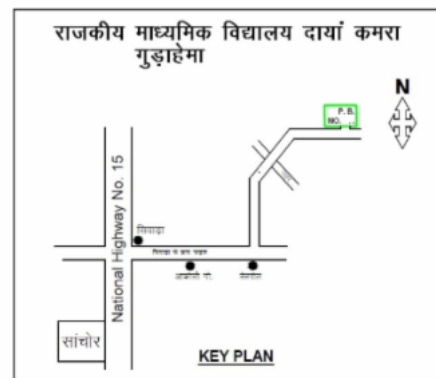 राजकीय माध्यमिक विद्यालय दायां कमरा
गुड़ाहेमा
N
P. B.
NO.
National Highway No. 15
सिवाड़ा
सांचोर
KEY PLAN